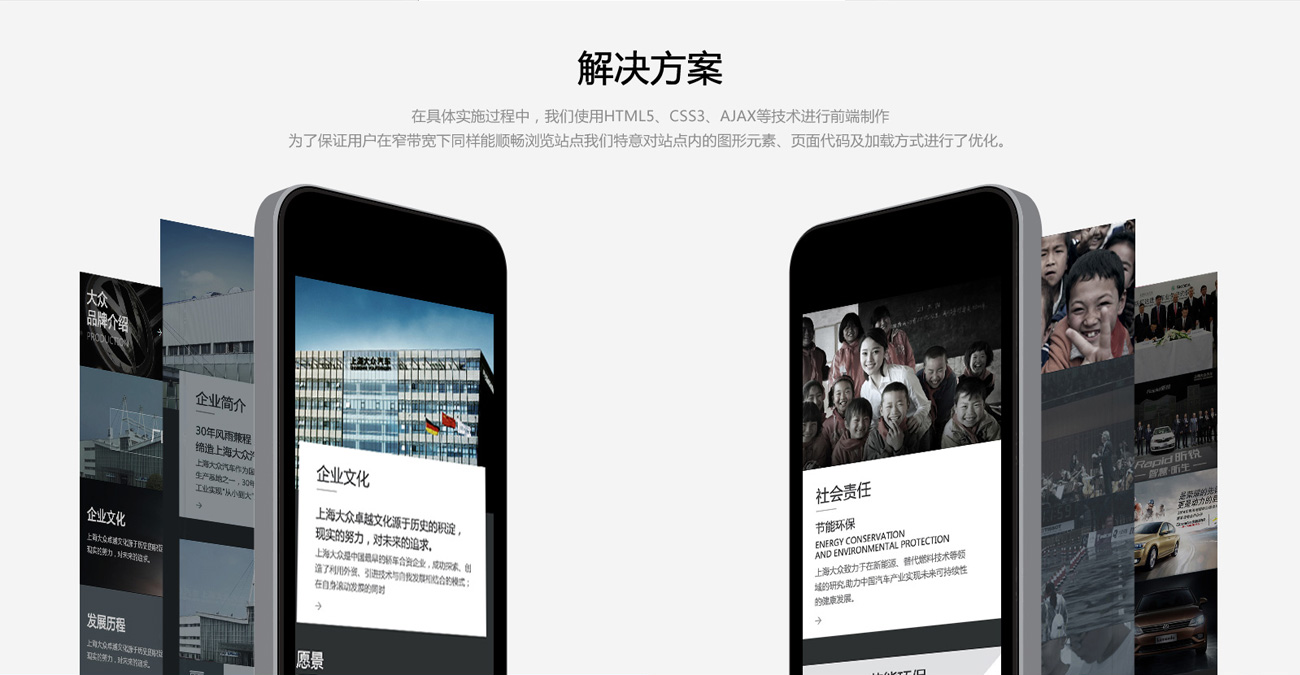 解决方案
在具体实施过程中，我们使用HTML5、CSS3、AJAX等技术进行前端制作
为了保证用户在窄带宽下同样能顺畅浏览站点我们特意对站点内的图形元素、页面代码及加载方式进行了优化。
大众
品牌介绍
PRODUCTION
企业文化
上海大众卓越文化源于历史的积淀
现实的努力，对未来的追求。
发展历程
上海大众卓越文化源于历史的积淀
现实的努力，对未来的追求。
企业简介
30年风雨兼程
缔造上海大众
上海大众汽车作为
生产基地之一，30年
工业实现"从小到大"
上海大众汽车
企业文化
上海大众卓越文化源于历史的积淀，
现实的努力，对未来的追求。
上海大众是中国最早的轿车合资企业，成功探索、创
造了利用外资、引进技术与自我发展相结合的模式；
在自身滚动发展的同时
愿景
社会责任
节能环保
ENERGY CONSERVATION
AND ENVIRONMENTAL PROTECTION
上海大众致力于在新能源、替代燃料技术等领
域的研究,助力中国汽车产业实现未来可持续性
的健康发展。
节能环保
Rapid 昕锐
智慧·昕生